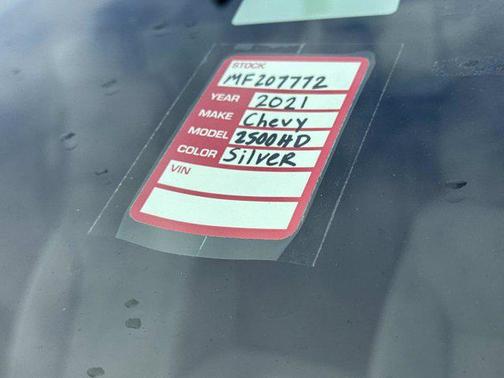 STOCK
MF207772
YEAR 2021
MAKE Chevy
MODEL 2500HD
COLOR SilveR
VIN